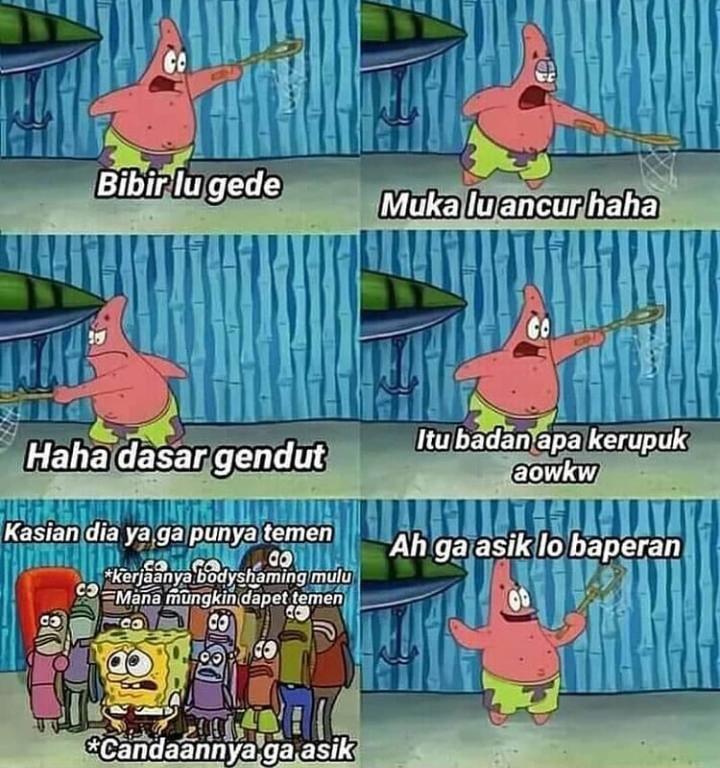 Bibir lu gede
Muka lu ancur haha
Haha dasar gendut
Itu badan apa kerupuk
aowkw
Kasian dia ya ga punya temen
*kerjaanya bodyshaming mulu
Mana mungkin dapet temen
*Candaannya ga asik
Ah ga asik lo baperan